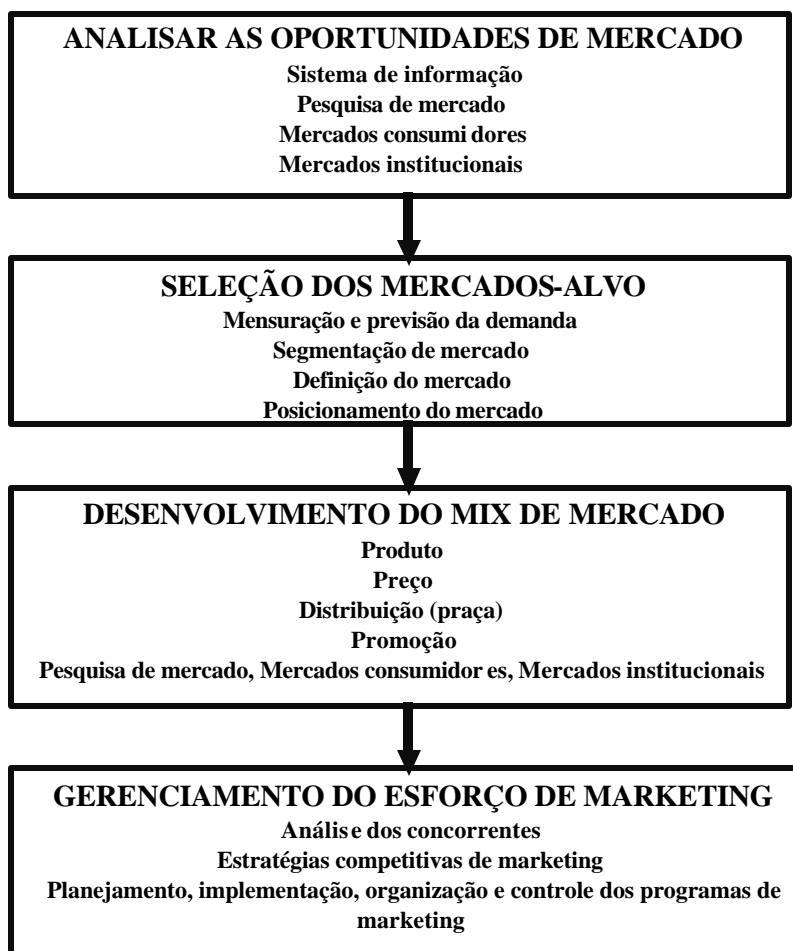 ANALISAR AS OPORTUNIDADES DE MERCADO
Sistema de informação
Pesquisa de mercado
Mercados consumi dores
Mercados institucionais
SELEÇÃO DOS MERCADOS-ALVO
Mensuração e previsão da demanda
Segmentação de mercado
Definição do mercado
Posicionamento do mercado
DESENVOLVIMENTO DO MIX DE MERCADO
Produto
Preço
Distribuição (praça)
Promoção
Pesquisa de mercado, Mercados consumidor es, Mercados institucionais
GERENCIAMENTO DO ESFORÇO DE MARKETING
Anális e dos concorrentes
Estratégias competitivas de marketing
Planejamento, implementação, organização e controle dos programas de
marketing